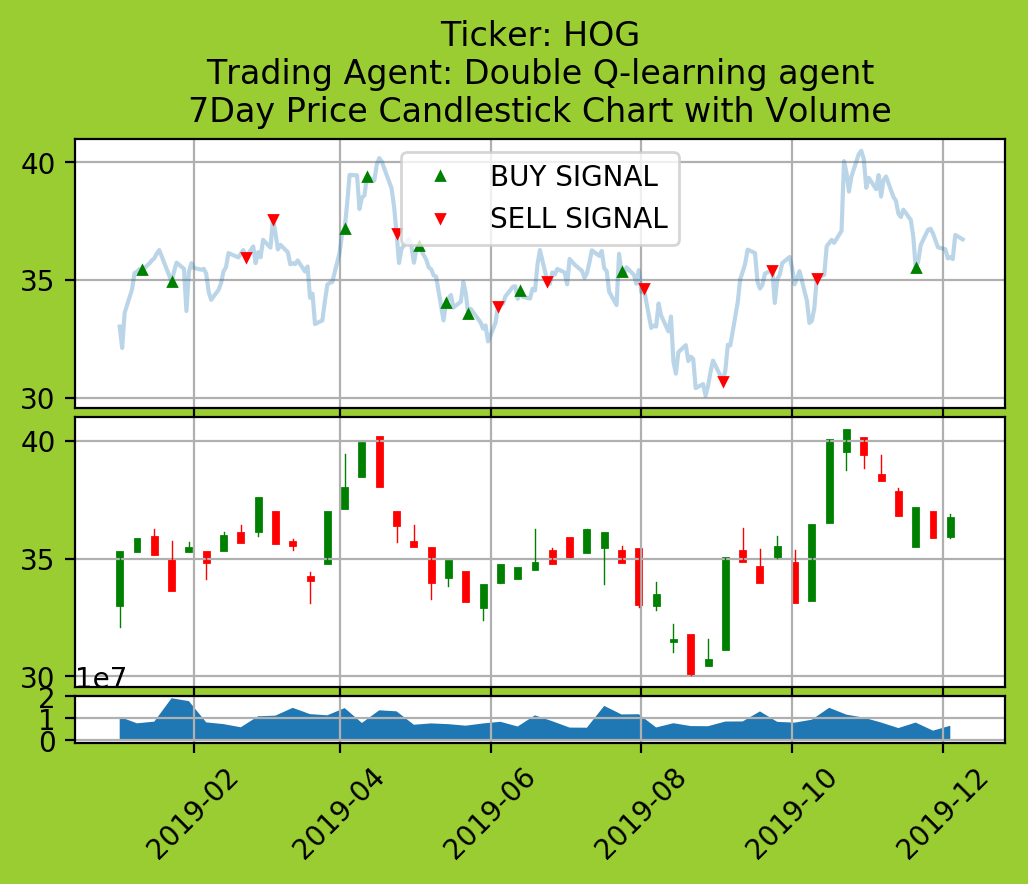 Ticker: HOG
Trading Agent: Double Q-learning agent
7Day Price Candlestick Chart with Volume
40
35
30
BUY SIGNAL
SELL SIGNAL
40
35
30
1e7
2
1
0
2019-02
2019-04
2019-06
2019-08
2019-10
2019-12